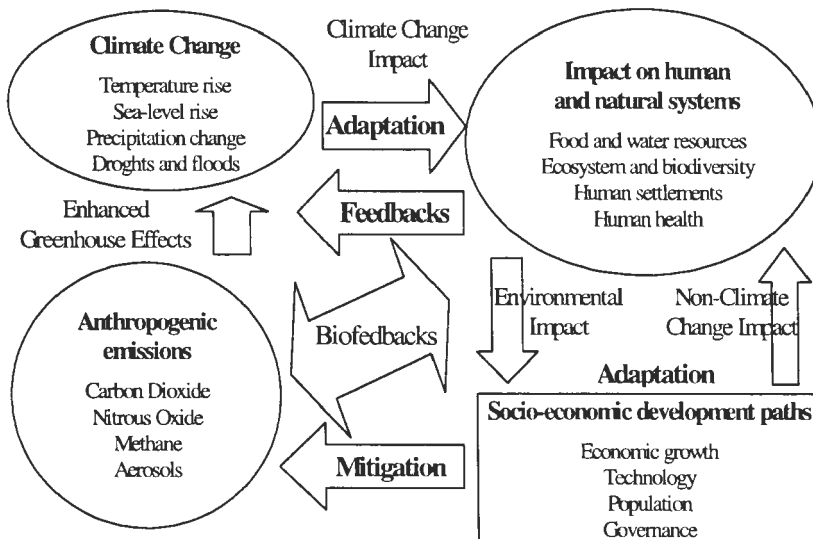 Climate Change
Temperature rise
Sea-level rise
Precipitation change
Droghts and floods
Climate Change
Impact
Adaptation
Impact on human
and natural systems
Food and water resources
Ecosystem and biodiversity
Human settlements
Human health
Feedbacks
Enhanced
Greenhouse Effects
Anthropogenic
emissions
Carbon Dioxide
Nitrous Oxide
Methane
Aerosols
Biofedbacks
Environmental
Impact
Non-Climate
Change Impact
Adaptation
Mitigation
Socio-economic development paths
Economic growth
Technology
Population
Governance